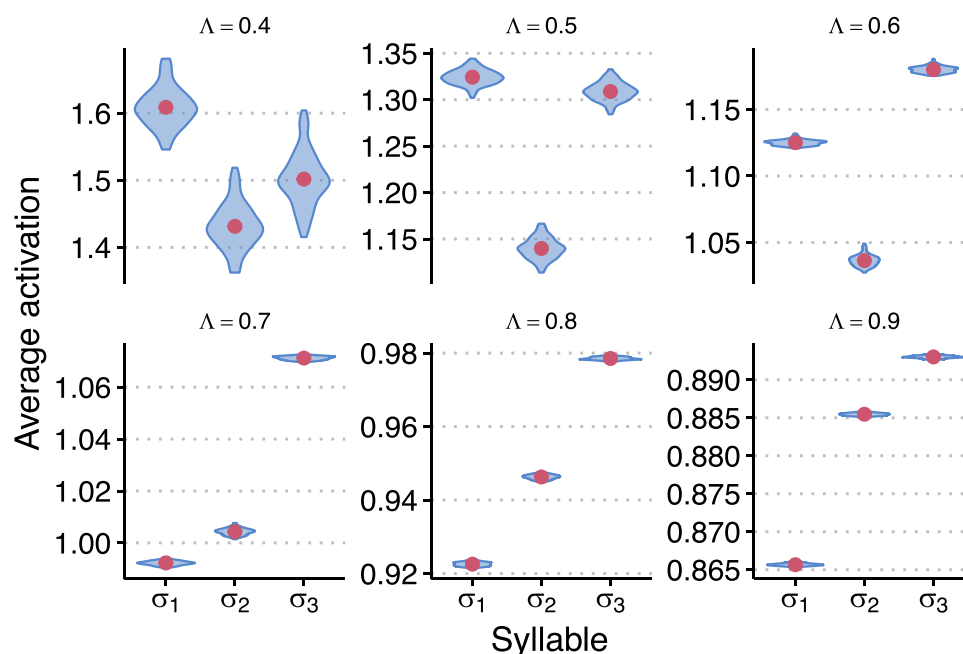 Λ = 0.4
Λ = 0.5
Λ = 0.6
1.6
1.5
1.4
1.35
1.30
1.25
1.20
1.15
1.15
1.10
1.05
Average activation
Λ = 0.7
Λ = 0.8
Λ = 0.9
1.06
1.04
1.02
1.00
0.98
0.96
0.94
0.92
0.890
0.885
0.880
0.875
0.870
0.865
σ1 σ2 σ3
σ1 σ2 σ3
σ1 σ2 σ3
Syllable